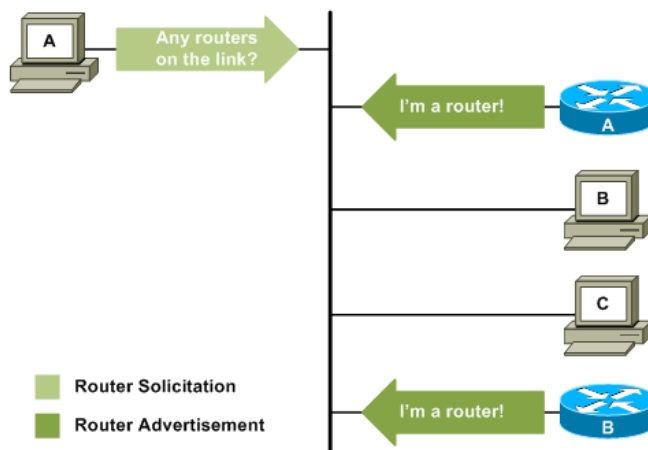 A
Any routers
on the link?
I'm a router!
A
B
C
Router Solicitation
I'm a router!
Router Advertisement
B